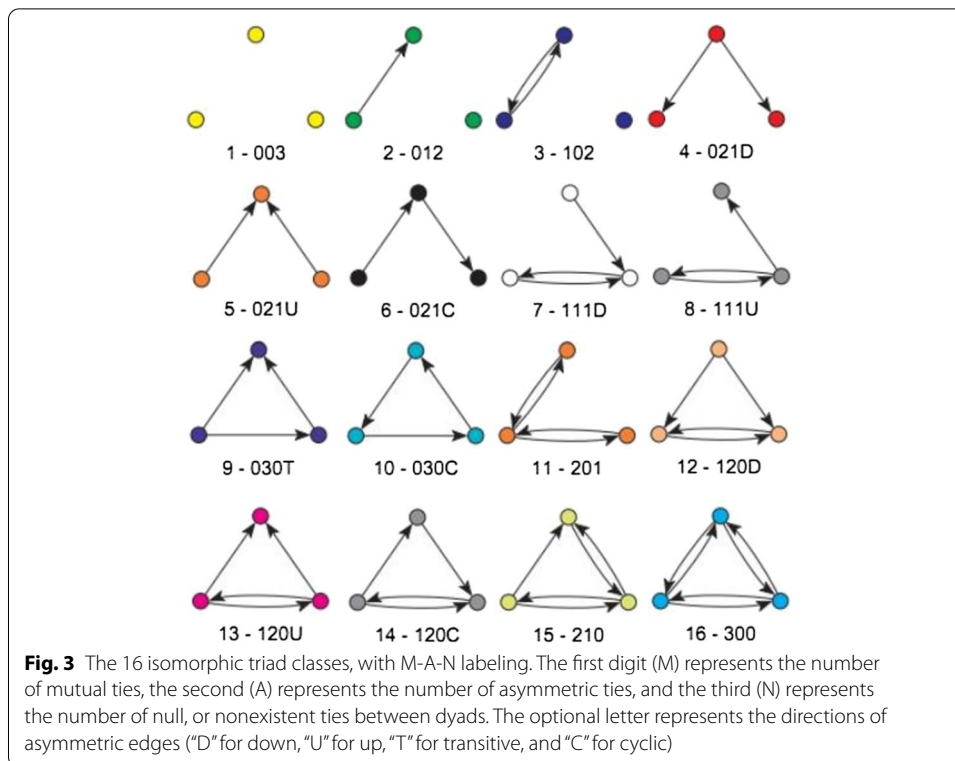 1 - 003
2 - 012
3 - 102
4 - 021D
5 - 021U
6 - 021C
7 - 111D
8 - 111U
9 - 030T
10 - 030C
11 - 201
12 - 120D
13 - 120U
14 - 120C
15 - 210
16 - 300
Fig. 3 The 16 isomorphic triad classes, with M-A-N labeling. The first digit (M) represents the number
of mutual ties, the second (A) represents the number of asymmetric ties, and the third (N) represents
the number of null, or nonexistent ties between dyads. The optional letter represents the directions of
asymmetric edges (“D” for down, “U” for up, “T” for transitive, and “C” for cyclic)